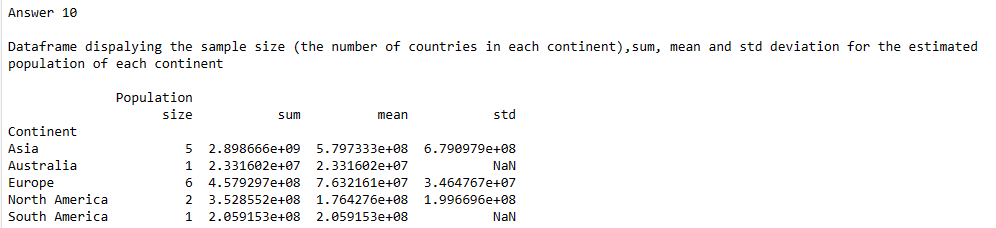 Answer 10
Dataframe dispalying the sample size (the number of countries in each continent),sum, mean and std deviation for the estimated
population of each continent
Population
size sum mean std
Continent
Asia 5 2.898666e+09 5.797333e+08 6.790979e+08
Australia 1 2.331602e+07 2.331602e+07 NaN
Europe 6 4.579297e+08 7.632161e+07 3.464767e+07
North America 2 3.528552e+08 1.764276e+08 1.996696e+08
South America 1 2.059153e+08 2.059153e+08 NaN